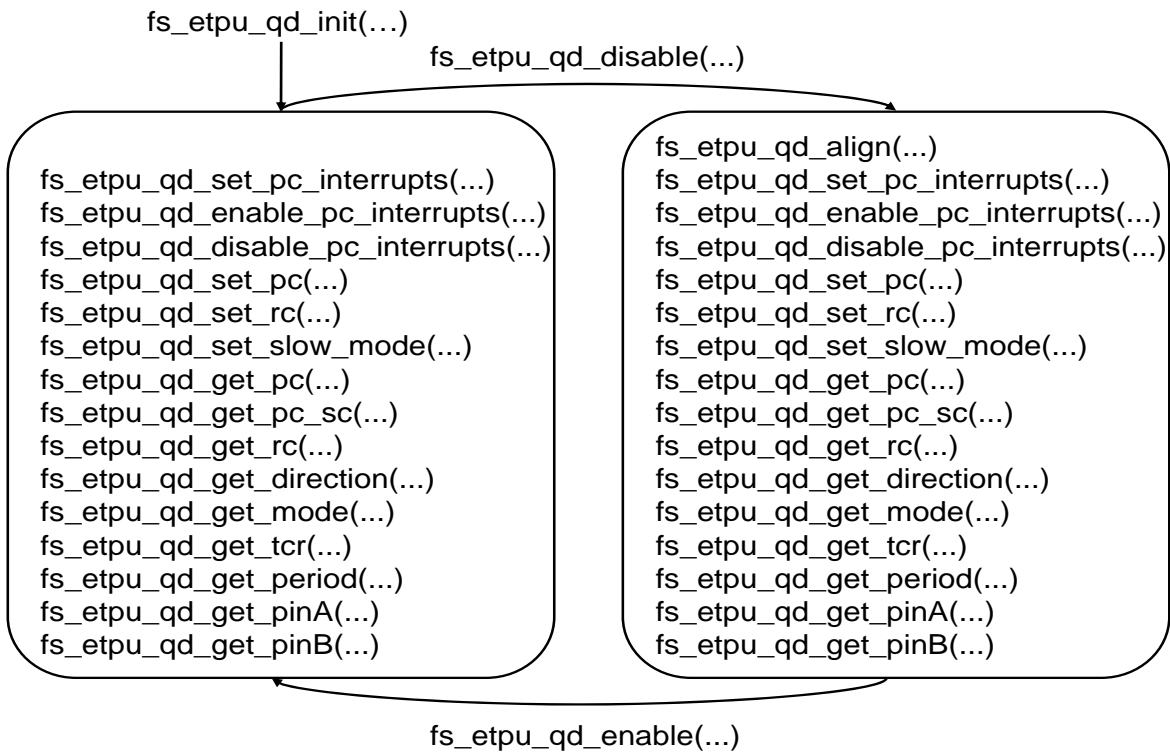 fs_etpu_qd_init(…)
fs_etpu_qd_disable(...)
fs_etpu_qd_set_pc_interrupts(...)
fs_etpu_qd_enable_pc_interrupts(...)
fs_etpu_qd_disable_pc_interrupts(...)
fs_etpu_qd_set_pc(...)
fs_etpu_qd_set_rc(...)
fs_etpu_qd_set_slow_mode(...)
fs_etpu_qd_get_pc(...)
fs_etpu_qd_get_pc_sc(...)
fs_etpu_qd_get_rc(...)
fs_etpu_qd_get_direction(...)
fs_etpu_qd_get_mode(...)
fs_etpu_qd_get_tcr(...)
fs_etpu_qd_get_period(...)
fs_etpu_qd_get_pinA(...)
fs_etpu_qd_get_pinB(...)
fs_etpu_qd_align(...)
fs_etpu_qd_set_pc_interrupts(...)
fs_etpu_qd_enable_pc_interrupts(...)
fs_etpu_qd_disable_pc_interrupts(...)
fs_etpu_qd_set_pc(...)
fs_etpu_qd_set_rc(...)
fs_etpu_qd_set_slow_mode(...)
fs_etpu_qd_get_pc(...)
fs_etpu_qd_get_pc_sc(...)
fs_etpu_qd_get_rc(...)
fs_etpu_qd_get_direction(...)
fs_etpu_qd_get_mode(...)
fs_etpu_qd_get_tcr(...)
fs_etpu_qd_get_period(...)
fs_etpu_qd_get_pinA(...)
fs_etpu_qd_get_pinB(...)
fs_etpu_qd_enable(...)